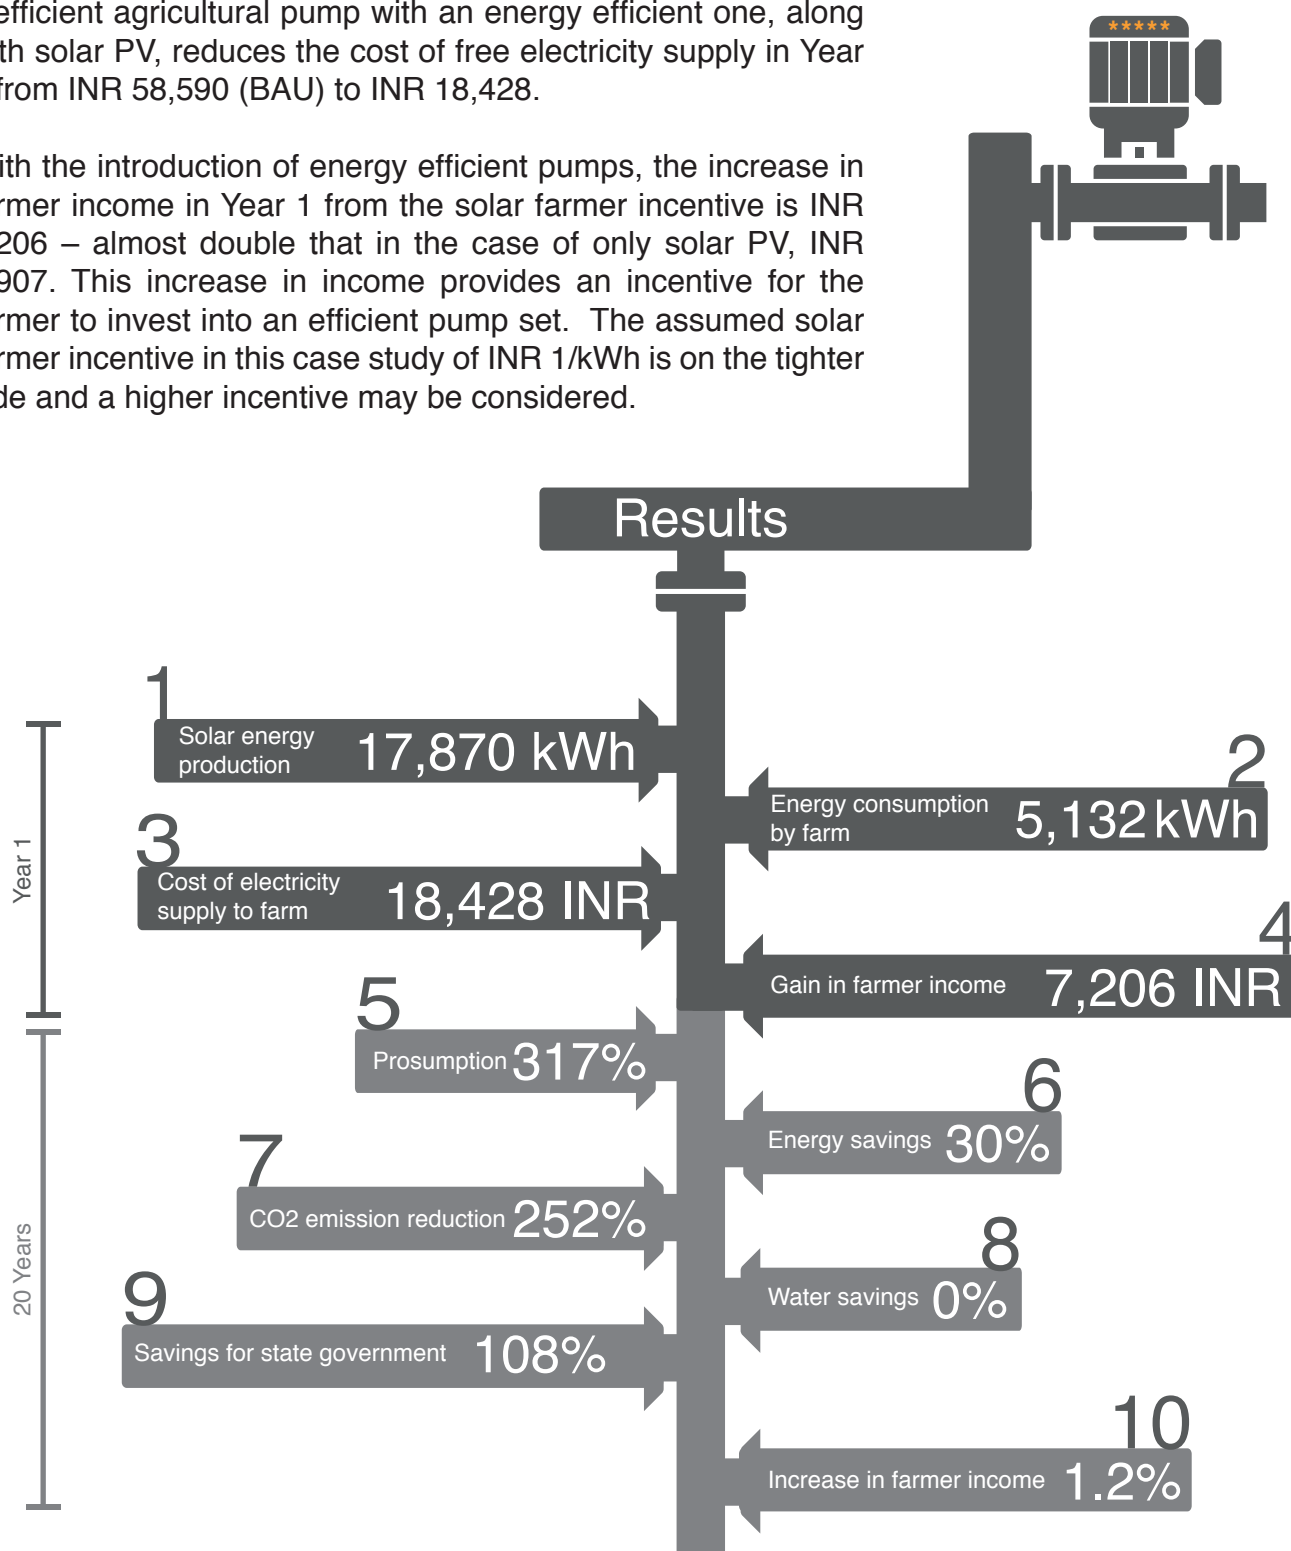 efficient agricultural pump with an energy efficient one, along
th solar PV, reduces the cost of free electricity supply in Year
from INR 58,590 (BAU) to INR 18,428.
ith the introduction of energy efficient pumps, the increase in
rmer income in Year 1 from the solar farmer incentive is INR
206 – almost double that in the case of only solar PV, INR
907. This increase in income provides an incentive for the
rmer to invest into an efficient pump set. The assumed solar
rmer incentive in this case study of INR 1/kWh is on the tighter
de and a higher incentive may be considered.
*****
Results
Year 1
1
Solar energy
production
17,870 kWh
2
Energy consumption
by farm
5,132 kWh
3
Cost of electricity
supply to farm
18,428 INR
4
Gain in farmer income
7,206 INR
20 Years
5
Prosumption 317%
6
Energy savings 30%
7
CO2 emission reduction 252%
8
Water savings 0%
9
Savings for state government 108%
10
Increase in farmer income 1.2%